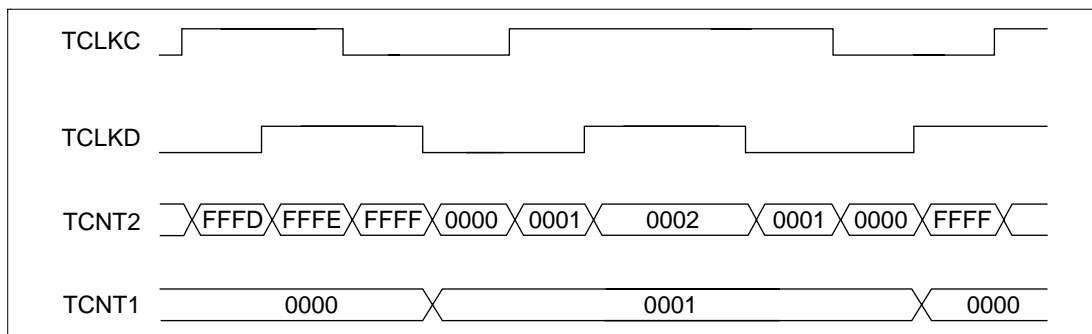 TCLKC
TCLKD
TCNT2 FFFD FFFE FFFF 0000 0001 0002 0001 0000 FFFF
TCNT1 0000 0001 0000